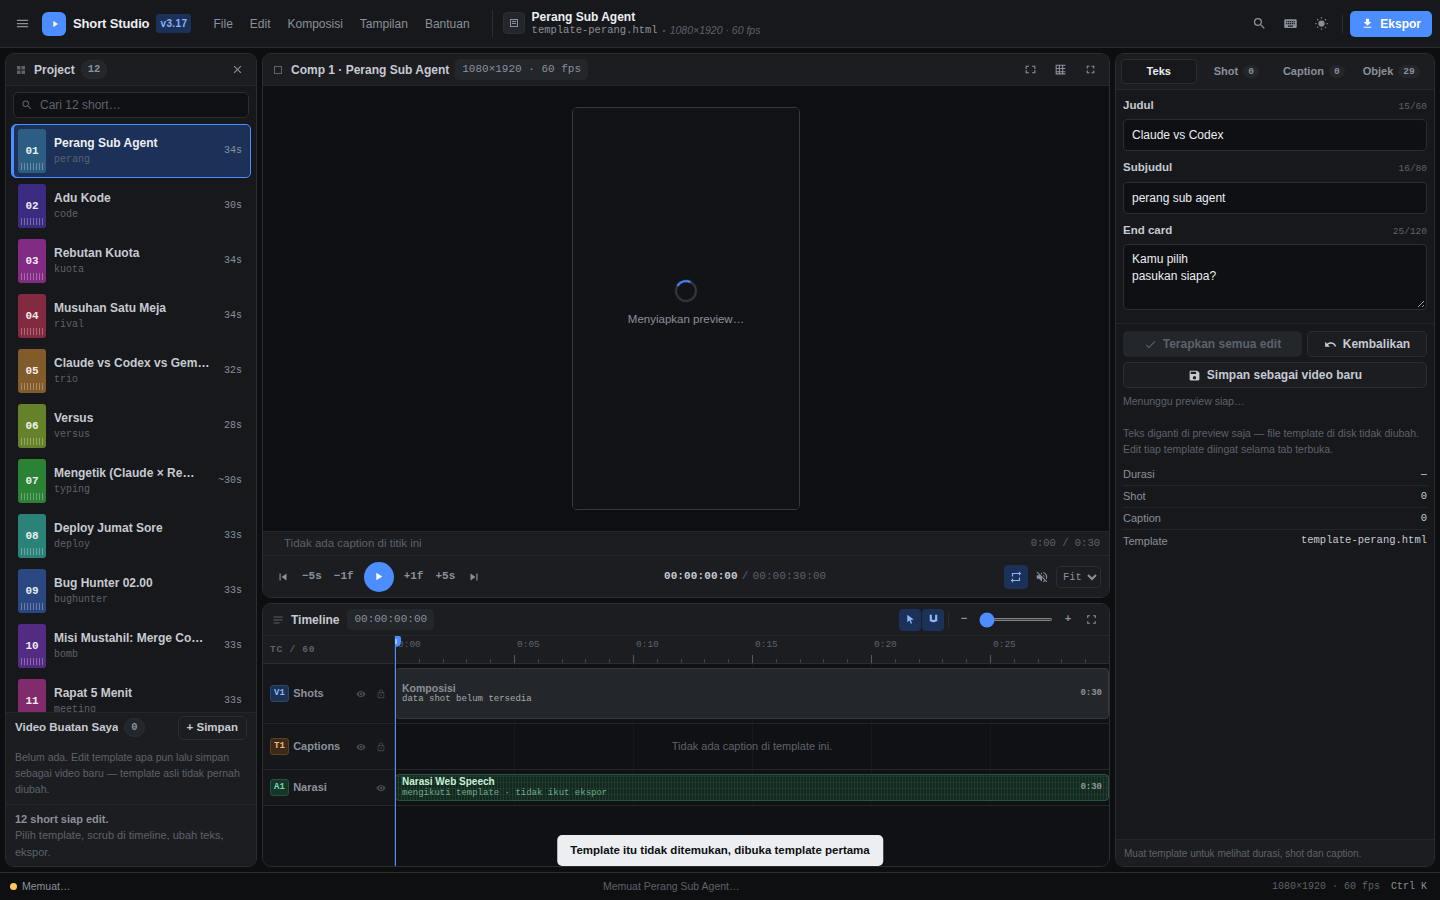 Short Studio v3.17 File Edit Komposisi Tampilan Bantuan
Perang Sub Agent
template-perang.html · 1080×1920 · 60 fps
Ekspor
Project 12
Cari 12 short…
01 Perang Sub Agent 34s
perang
02 Adu Kode 30s
code
03 Rebutan Kuota 34s
kuota
04 Musuhan Satu Meja 34s
rival
05 Claude vs Codex vs Gem… 32s
trio
06 Versus 28s
versus
07 Mengetik (Claude × Re… ~30s
typing
08 Deploy Jumat Sore 33s
deploy
09 Bug Hunter 02.00 33s
bughunter
10 Misi Mustahil: Merge Co… 33s
bomb
11 Rapat 5 Menit 33s
meeting
Video Buatan Saya 0 + Simpan
Belum ada. Edit template apa pun lalu simpan
sebagai video baru — template asli tidak pernah
diubah.
12 short siap edit.
Pilih template, scrub di timeline, ubah teks,
ekspor.
Comp 1 · Perang Sub Agent 1080×1920 · 60 fps
Menyiapkan preview…
Tidak ada caption di titik ini 0:00 / 0:30
−5s −1f +1f +5s 00:00:00:00 / 00:00:30:00 Fit
Timeline 00:00:00:00 − +
TC / 60 0:00 0:05 0:10 0:15 0:20 0:25
V1 Shots
Komposisi
data shot belum tersedia 0:30
T1 Captions Tidak ada caption di template ini.
A1 Narasi
Narasi Web Speech
mengikuti template · tidak ikut ekspor 0:30
Template itu tidak ditemukan, dibuka template pertama
Teks Shot 0 Caption 0 Objek 29
Judul 15/60
Claude vs Codex
Subjudul 16/80
perang sub agent
End card 25/120
Kamu pilih
pasukan siapa?
Terapkan semua edit Kembalikan
Simpan sebagai video baru
Menunggu preview siap…
Teks diganti di preview saja — file template di disk tidak diubah.
Edit tiap template diingat selama tab terbuka.
Durasi –
Shot 0
Caption 0
Template template-perang.html
Muat template untuk melihat durasi, shot dan caption.
Memuat… Memuat Perang Sub Agent… 1080×1920 · 60 fps Ctrl K